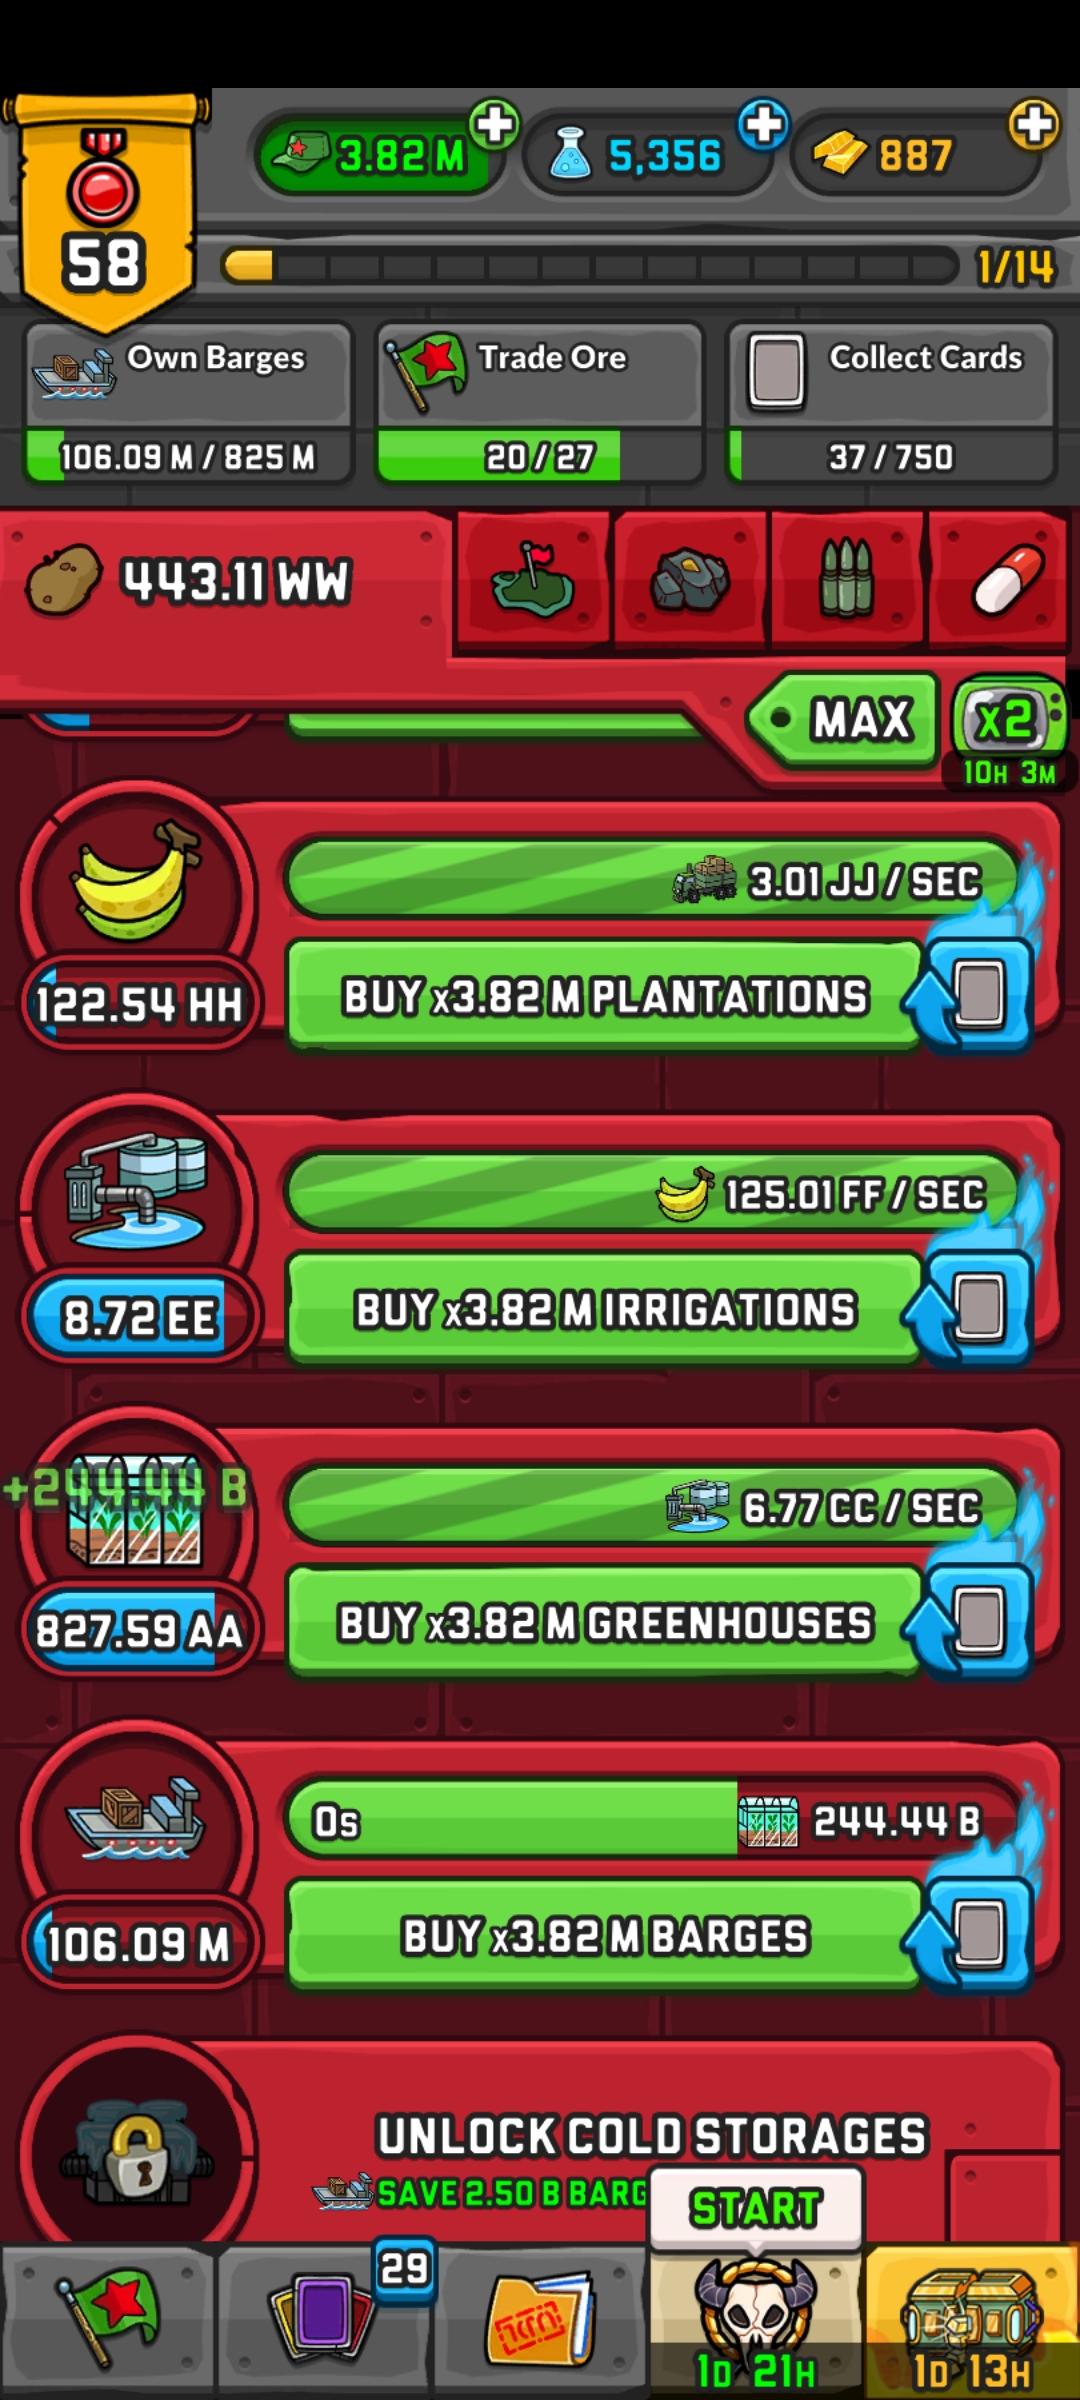 58
3.82 M
5,356
887
1/14
Own Barges
106.09 M / 825 M
Trade Ore
20 / 27
Collect Cards
37 / 750
443.11 WW
MAX
x2
10H 3M
3.01 JJ / SEC
122.54 HH
BUY x3.82 M PLANTATIONS
125.01 FF / SEC
8.72 EE
BUY x3.82 M IRRIGATIONS
+244.44 B
6.77 CC / SEC
827.59 AA
BUY x3.82 M GREENHOUSES
0s
244.44 B
106.09 M
BUY x3.82 M BARGES
UNLOCK COLD STORAGES
SAVE 2.50 B BARG
START
29
1D 21H
1D 13H